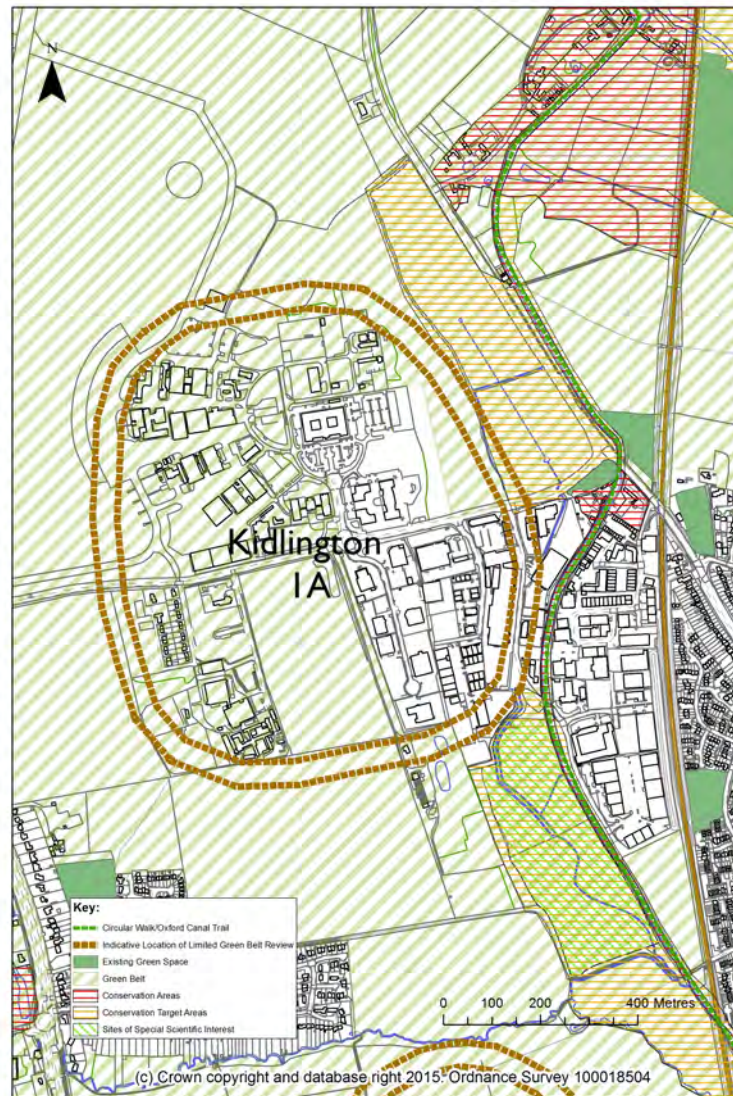 N
Kidlington
1A
Key:
Circular Walk/Oxford Canal Trail
Indicative Location of Limited Green Belt Review
Existing Green Space
Green Belt
Conservation Areas
Conservation Target Areas
Sites of Special Scientific Interest
0 100 200 400 Metres
(c) Crown copyright and database right 2015. Ordnance Survey 100018504